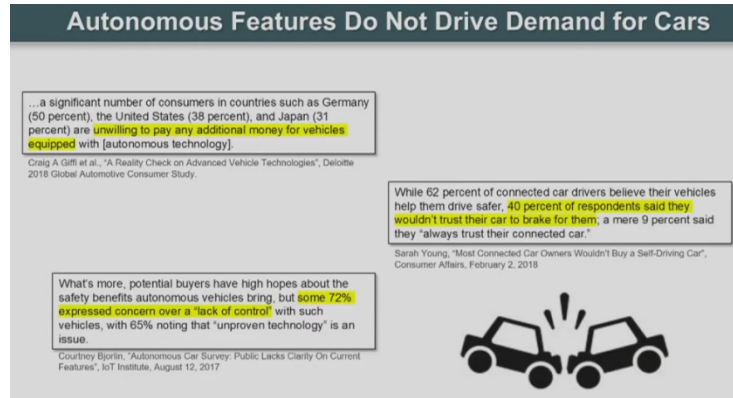 Autonomous Features Do Not Drive Demand for Cars
…a significant number of consumers in countries such as Germany
(50 percent), the United States (38 percent), and Japan (31
percent) are unwilling to pay any additional money for vehicles
equipped with [autonomous technology].
Craig A Giffi et al., "A Reality Check on Advanced Vehicle Technologies", Deloitte
2018 Global Automotive Consumer Study.
While 62 percent of connected car drivers believe their vehicles
help them drive safer, 40 percent of respondents said they
wouldn't trust their car to brake for them; a mere 9 percent said
they "always trust their connected car."
Sarah Young, "Most Connected Car Owners Wouldn't Buy a Self-Driving Car",
Consumer Affairs, February 2, 2018
What's more, potential buyers have high hopes about the
safety benefits autonomous vehicles bring, but some 72%
expressed concern over a "lack of control" with such
vehicles, with 65% noting that "unproven technology" is an
issue.
Courtney Bjorlin, "Autonomous Car Survey: Public Lacks Clarity On Current
Features", IoT Institute, August 12, 2017